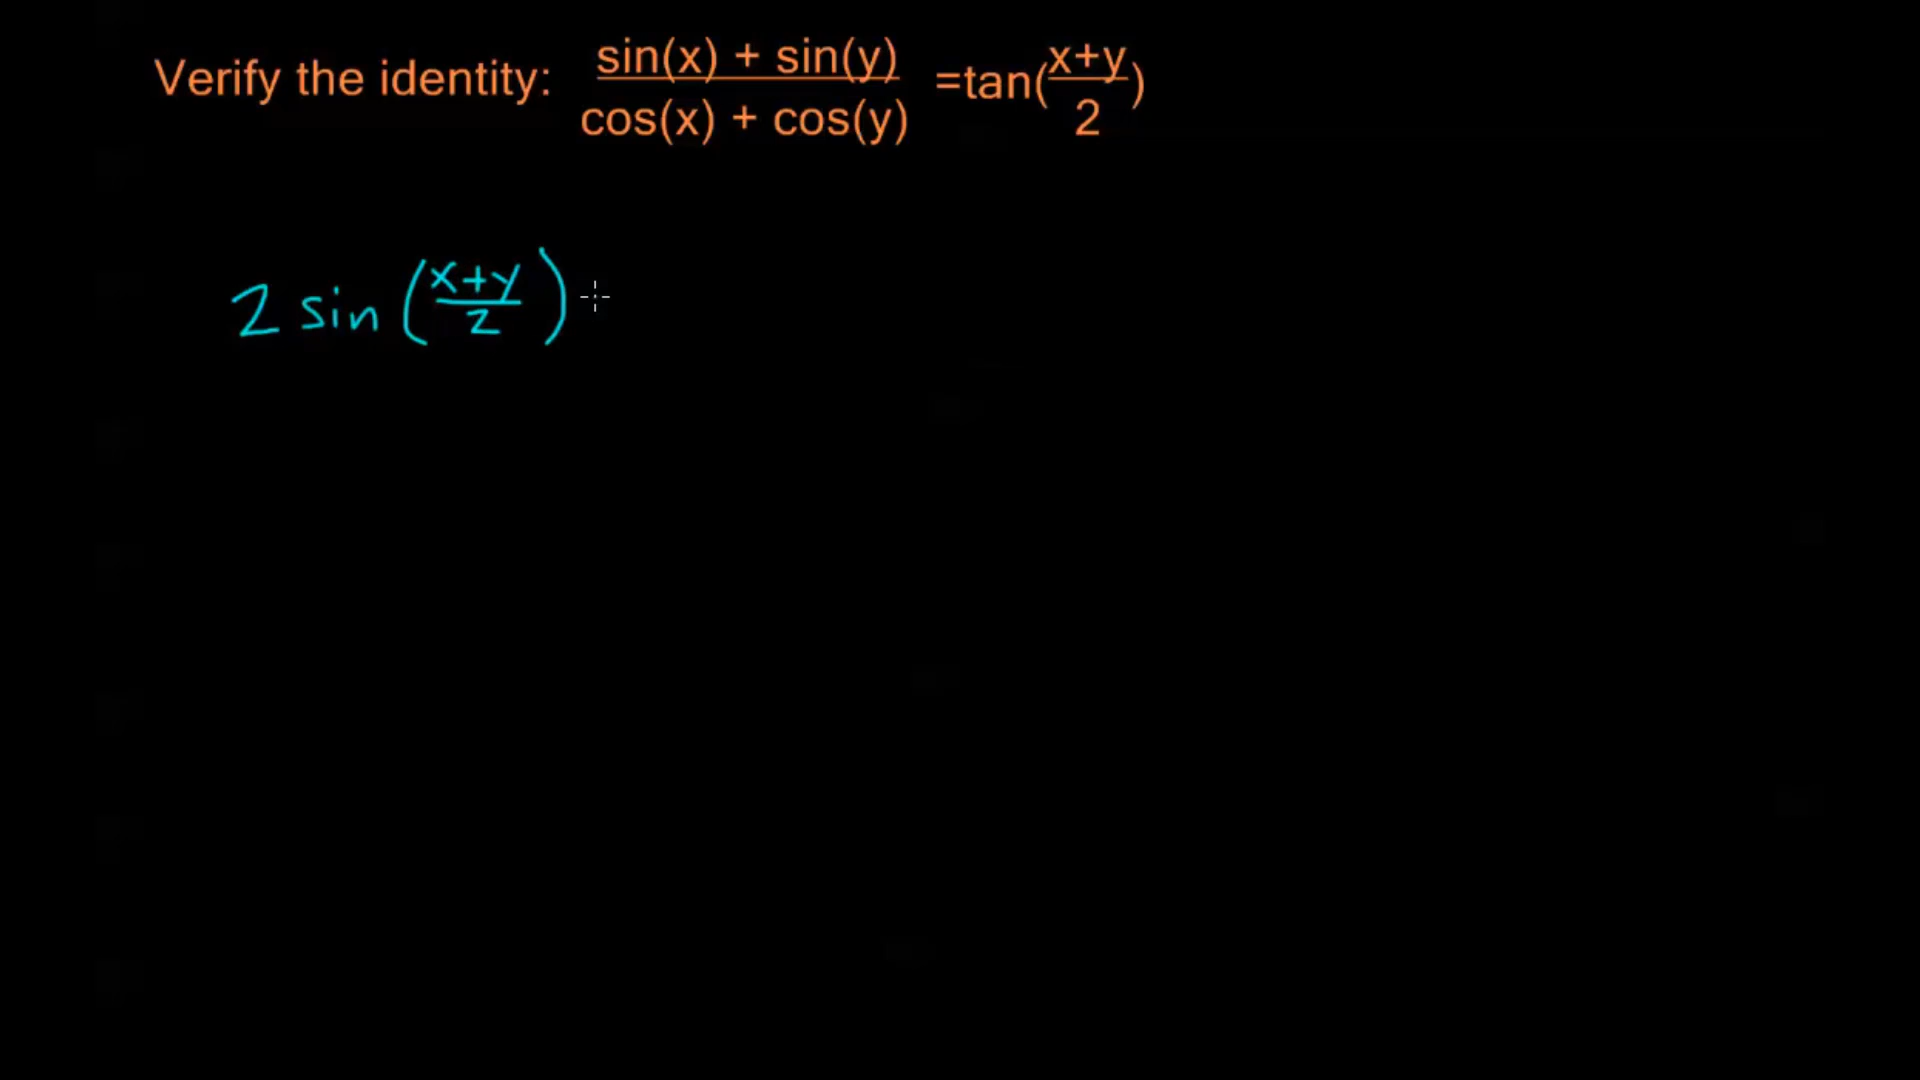 Verify the identity: sin(x) + sin(y) / cos(x) + cos(y) =tan(x+y / 2)
2 sin (x+y / 2)